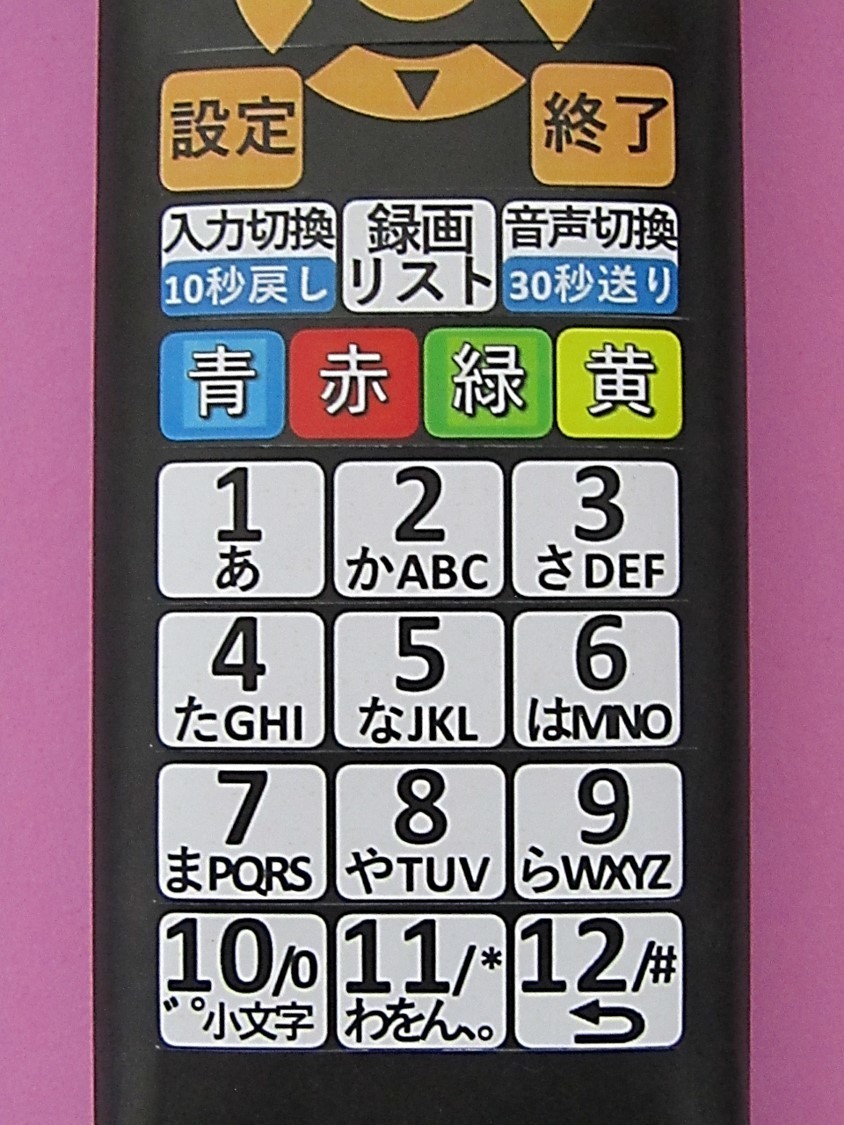 設定
終了
入力切換
10秒戻し
録画
リスト
音声切換
30秒送り
青
赤
緑
黄
1
あ
2
かABC
3
さDEF
4
たGHI
5
なJKL
6
はMNO
7
まPQRS
8
やTUV
9
らWXYZ
10/0
゛゜小文字
11/*
わをん、。
12/#